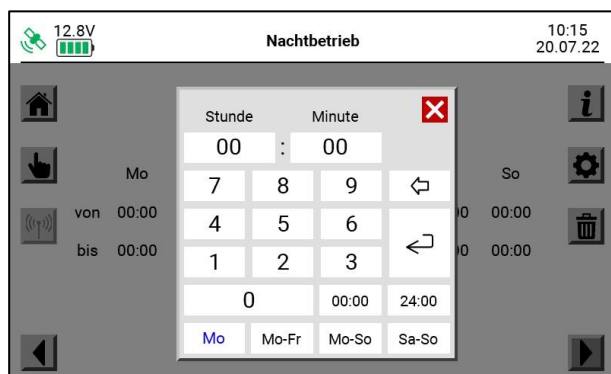 12.8V
Nachtbetrieb
10:15
20.07.22
Stunde Minute
00 : 00
7 8 9
4 5 6
1 2 3
0 00:00 24:00
Mo Mo-Fr Mo-So Sa-So
Mo So
von 00:00 00 00:00
bis 00:00 00 00:00
i